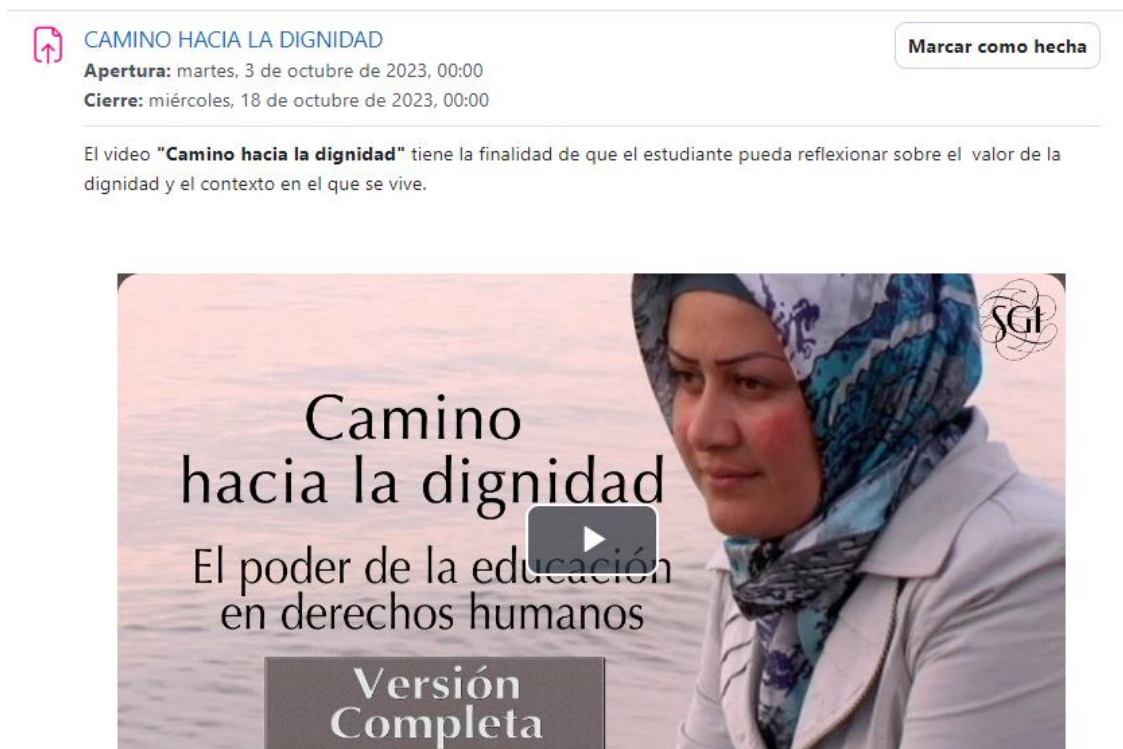 CAMINO HACIA LA DIGNIDAD
Marcar como hecha
Apertura: martes, 3 de octubre de 2023, 00:00
Cierre: miércoles, 18 de octubre de 2023, 00:00
El video "Camino hacia la dignidad" tiene la finalidad de que el estudiante pueda reflexionar sobre el valor de la
dignidad y el contexto en el que se vive.
SGI
Camino
hacia la dignidad
El poder de la educación
en derechos humanos
Versión
Completa